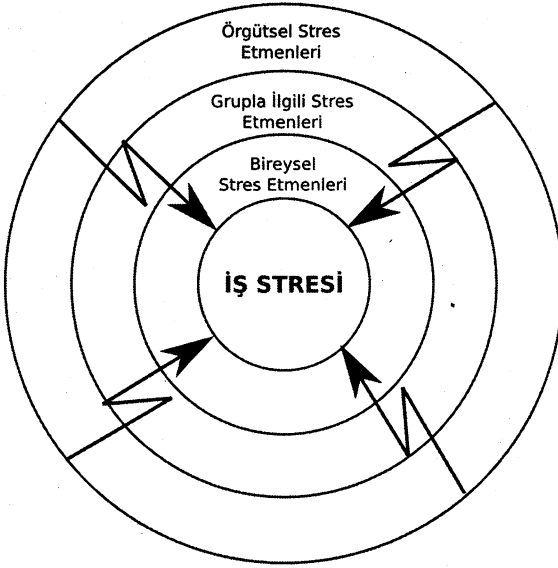 Örgütsel Stres
Etmenleri
Grupla İlgili Stres
Etmenleri
Bireysel
Stres Etmenleri
İŞ STRESİ